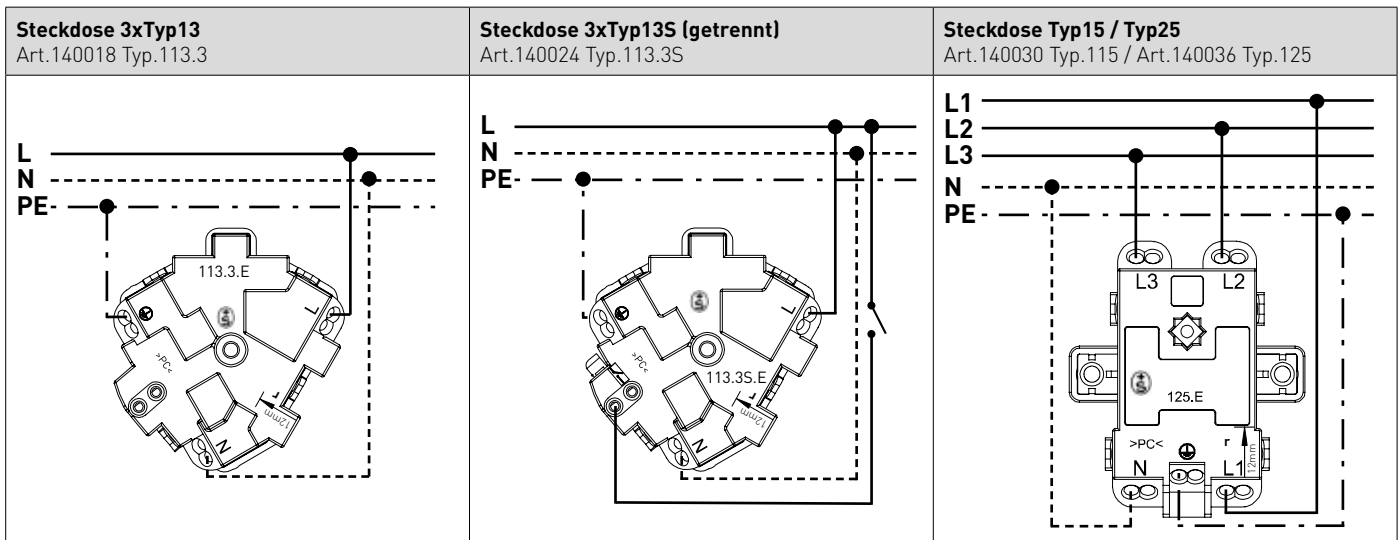 Steckdose 3xTyp13
Art.140018 Typ.113.3
L
N
PE
113.3.E
L
>PC<
12mm
N
Steckdose 3xTyp13S (getrennt)
Art.140024 Typ.113.3S
L
N
PE
L
>PC<
113.3S.E
12mm
N
Steckdose Typ15 / Typ25
Art.140030 Typ.115 / Art.140036 Typ.125
L1
L2
L3
N
PE
L3 L2
125.E
>PC< r
12mm
N L1